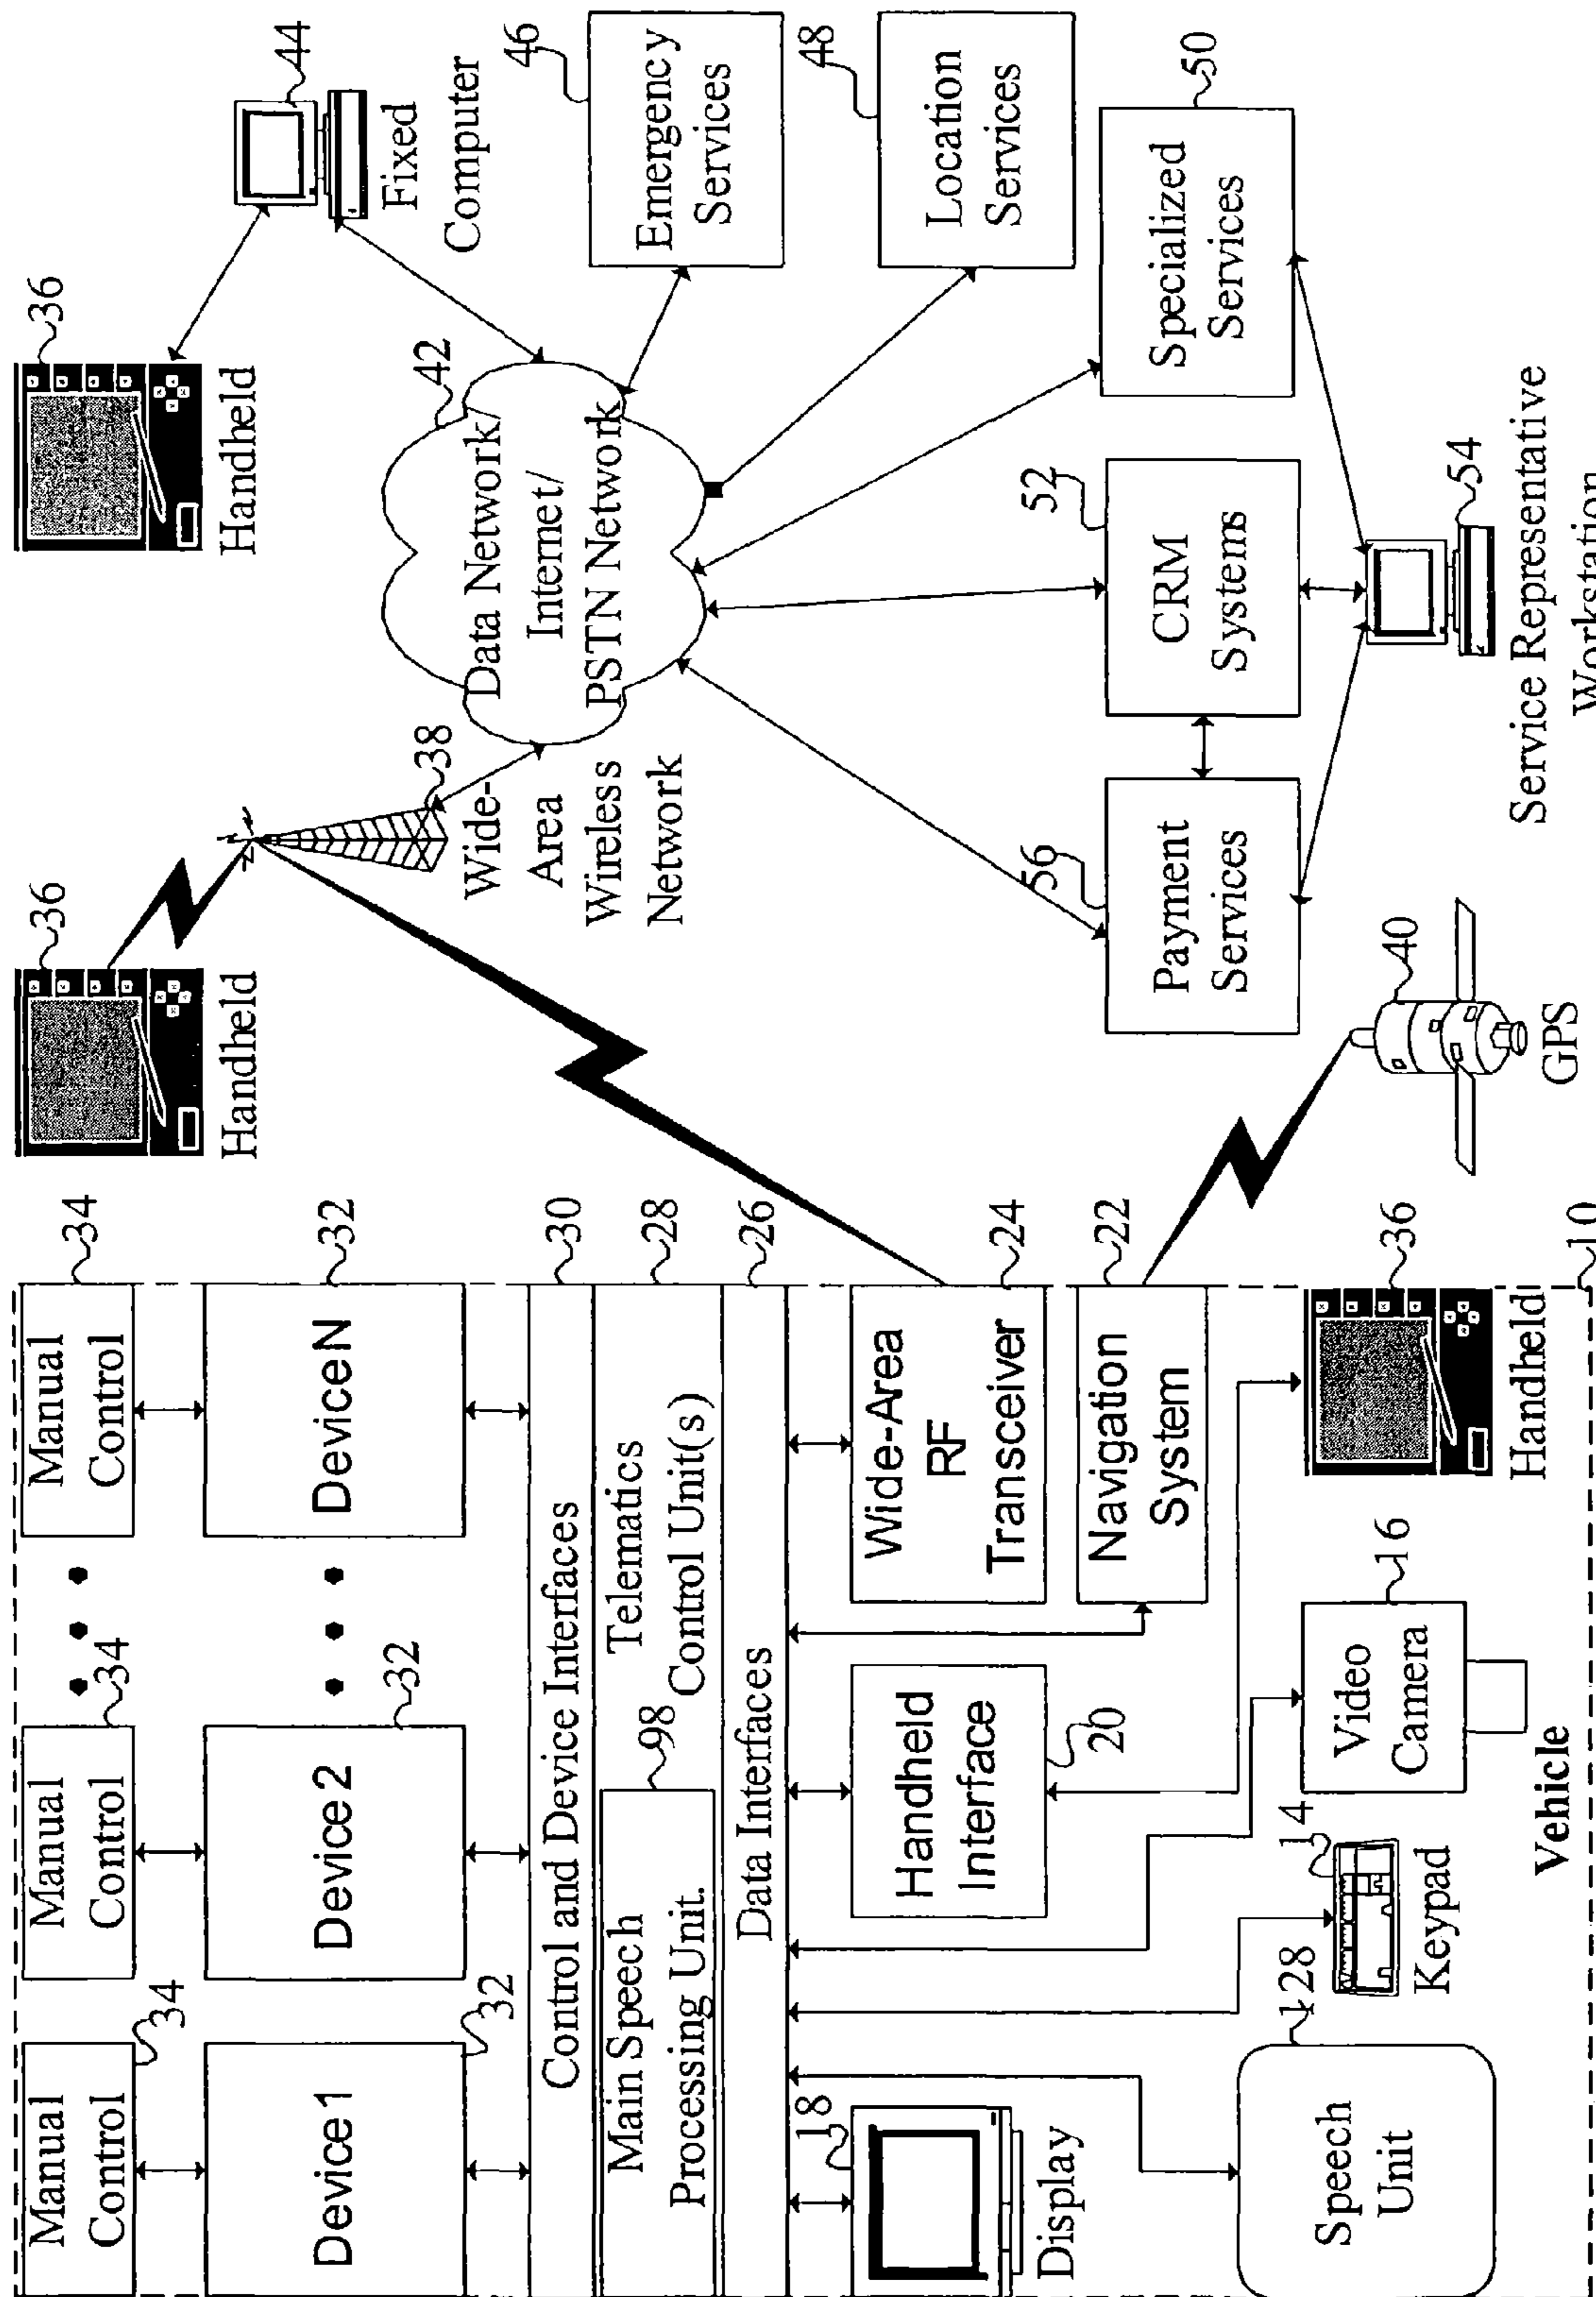 Manual
Control
34
Manual
Control
34
Manual
Control
34
Device 1
32
Device 2
32
Device N
32
Control and Device Interfaces
30
Main Speech
Processing Unit.
98
Telematics
Control Unit(s)
28
Data Interfaces
26
18
Display
Handheld
Interface
20
Wide-Area
RF
Transceiver
24
Navigation
System
22
Speech
Unit
128
14
Keypad
Video
Camera
16
Handheld
36
Vehicle
10
Handheld
36
Handheld
36
38
Wide-
Area
Wireless
Network
42
Data Network/
Internet/
PSTN Network
44
Fixed
Computer
Emergency
Services
46
Location
Services
48
Payment
Services
56
CRM
Systems
52
Specialized
Services
50
40
GPS
54
Service Representative
Workstation